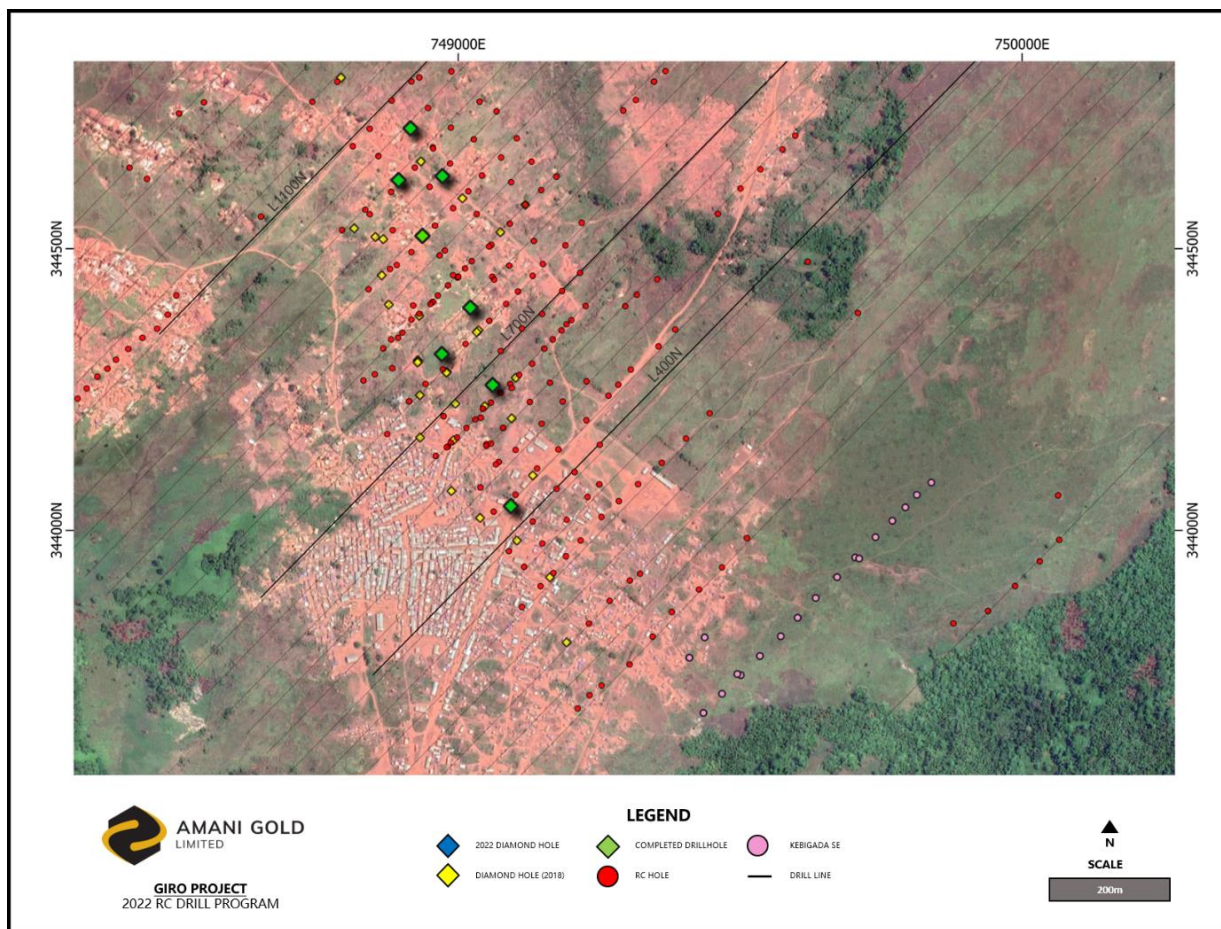 749000E
750000E
344500N
344500N
L1100N
L700N
L400N
344000N
344000N
AMANI GOLD
LIMITED
GIRO PROJECT
2022 RC DRILL PROGRAM
LEGEND
2022 DIAMOND HOLE
COMPLETED DRILLHOLE
KEBIGADA SE
DIAMOND HOLE (2018)
RC HOLE
DRILL LINE
N
SCALE
200m